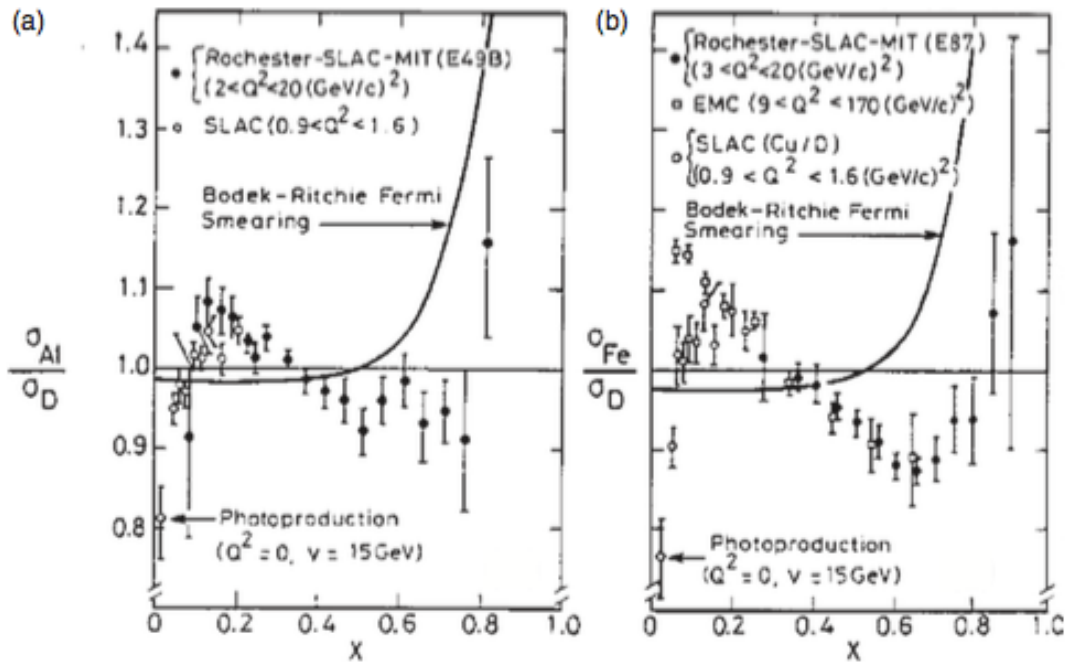 (a)
1.4
1.3
1.2
1.1
1.0
0.9
0.8
σAl
σD
Rochester-SLAC-MIT (E49B)
(2<Q²<20(GeV/c)²)
SLAC (0.9<Q²<1.6)
Bodek-Ritchie Fermi
Smearing
Photoproduction
(Q² = 0, ν = 15GeV)
0 0.2 0.4 0.6 0.8 1.0
X
(b)
σFe
σD
Rochester-SLAC-MIT (E87)
(3<Q²<20(GeV/c)²)
EMC (9<Q²<170(GeV/c)²)
SLAC (Cu/D)
(0.9<Q²<1.6(GeV/c)²)
Bodek-Ritchie Fermi
Smearing
Photoproduction
(Q² = 0, ν = 15GeV)
0 0.2 0.4 0.6 0.8 1.0
X